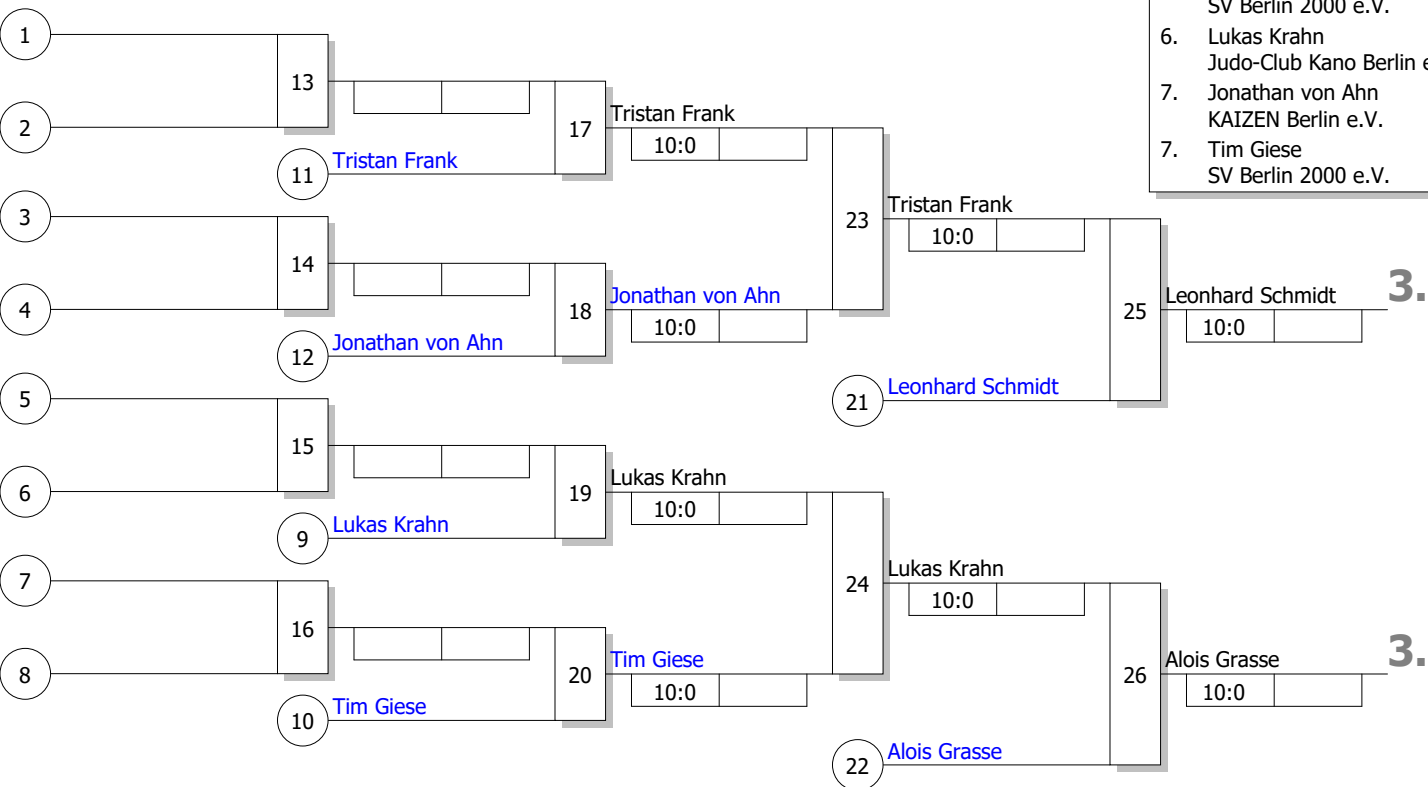 SV Berlin 2000 e.V.
6. Lukas Krahn
Judo-Club Kano Berlin e
7. Jonathan von Ahn
KAIZEN Berlin e.V.
7. Tim Giese
SV Berlin 2000 e.V.
1
13
2
17
Tristan Frank
10:0
11
Tristan Frank
3
23
Tristan Frank
10:0
14
4
18
Jonathan von Ahn
10:0
12
Jonathan von Ahn
25
Leonhard Schmidt
3.
10:0
5
21
Leonhard Schmidt
15
6
19
Lukas Krahn
10:0
9
Lukas Krahn
7
24
Lukas Krahn
10:0
16
8
20
Tim Giese
10:0
10
Tim Giese
26
Alois Grasse
3.
10:0
22
Alois Grasse